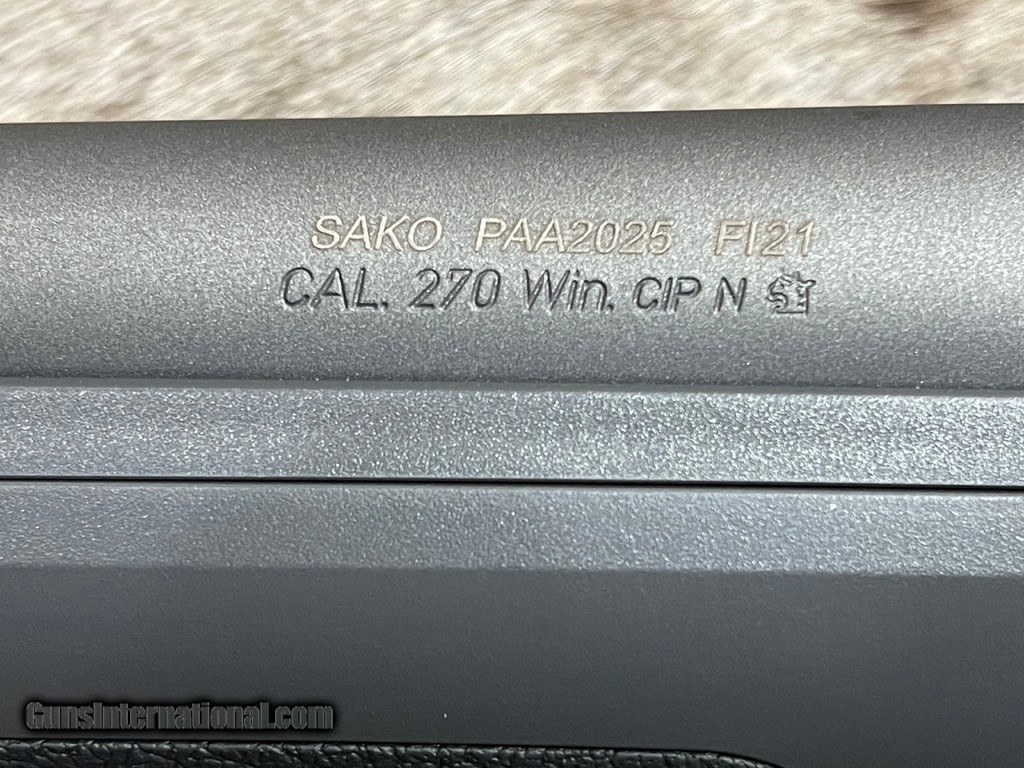 SAKO PAA2025 FI21
CAL. 270 Win. CIP N
GunsInternational.com